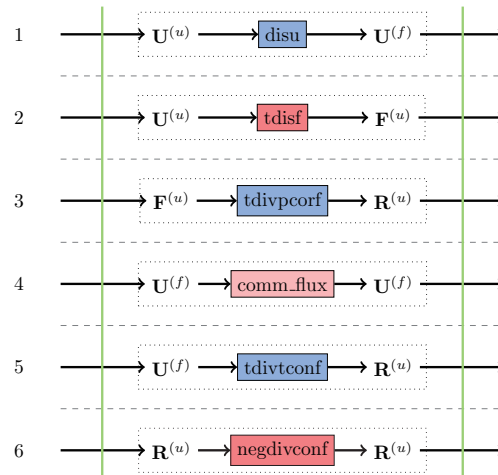 1 U^(u) disu U^(f)
2 U^(u) tdisf F^(u)
3 F^(u) tdivpcorf R^(u)
4 U^(f) comm_flux U^(f)
5 U^(f) tdivtconf R^(u)
6 R^(u) negdivconf R^(u)